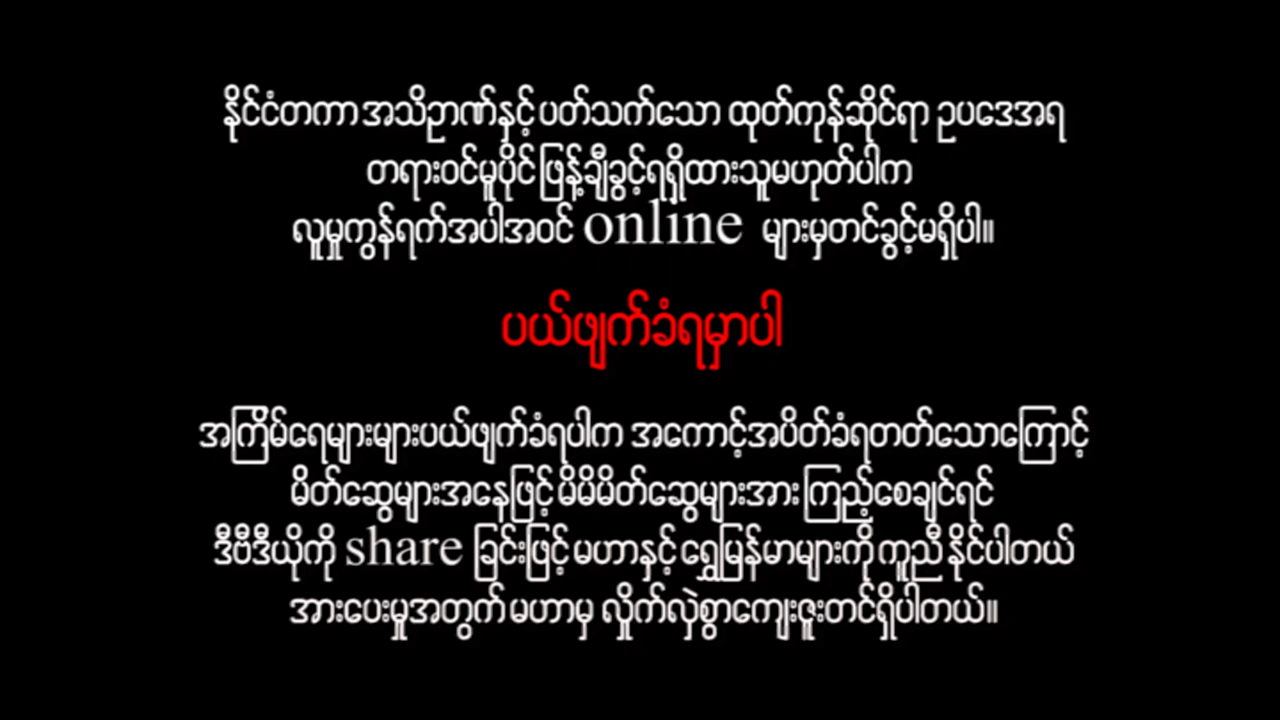 နိုင်ငံတကာ အသိဉာဏ်နှင့် ပတ်သက်သော ထုတ်ကုန်ဆိုင်ရာ ဥပဒေအရ
တရားဝင်မူပိုင် ဖြန့်ချီခွင့်ရရှိထားသူမဟုတ်ပါက
လူမှုကွန်ရက်အပါအဝင် online များမှတင်ခွင့်မရှိပါ။
ပယ်ဖျက်ခံရမှာပါ
အကြိမ်ရေများများပယ်ဖျက်ခံရပါက အကောင့်အပိတ်ခံရတတ်သောကြောင့်
မိတ်ဆွေများအနေဖြင့် မိမိမိတ်ဆွေများအား ကြည့်စေချင်ရင်
ဒီဗီဒီယိုကို share ခြင်းဖြင့် မဟာနှင့် ရွှေမြန်မာများကို ကူညီ နိုင်ပါတယ်
အားပေးမှုအတွက် မဟာမှ လှိုက်လှဲစွာကျေးဇူးတင်ရှိပါတယ်။